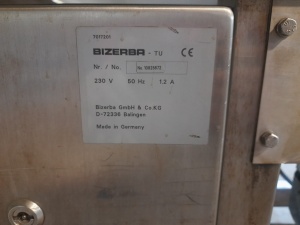 BIZERBA - TU CE
Nr / No.
230 V 50 Hz 1.2 A
Bizerba GmbH & Co.KG
D-72336 Balingen
Made in Germany